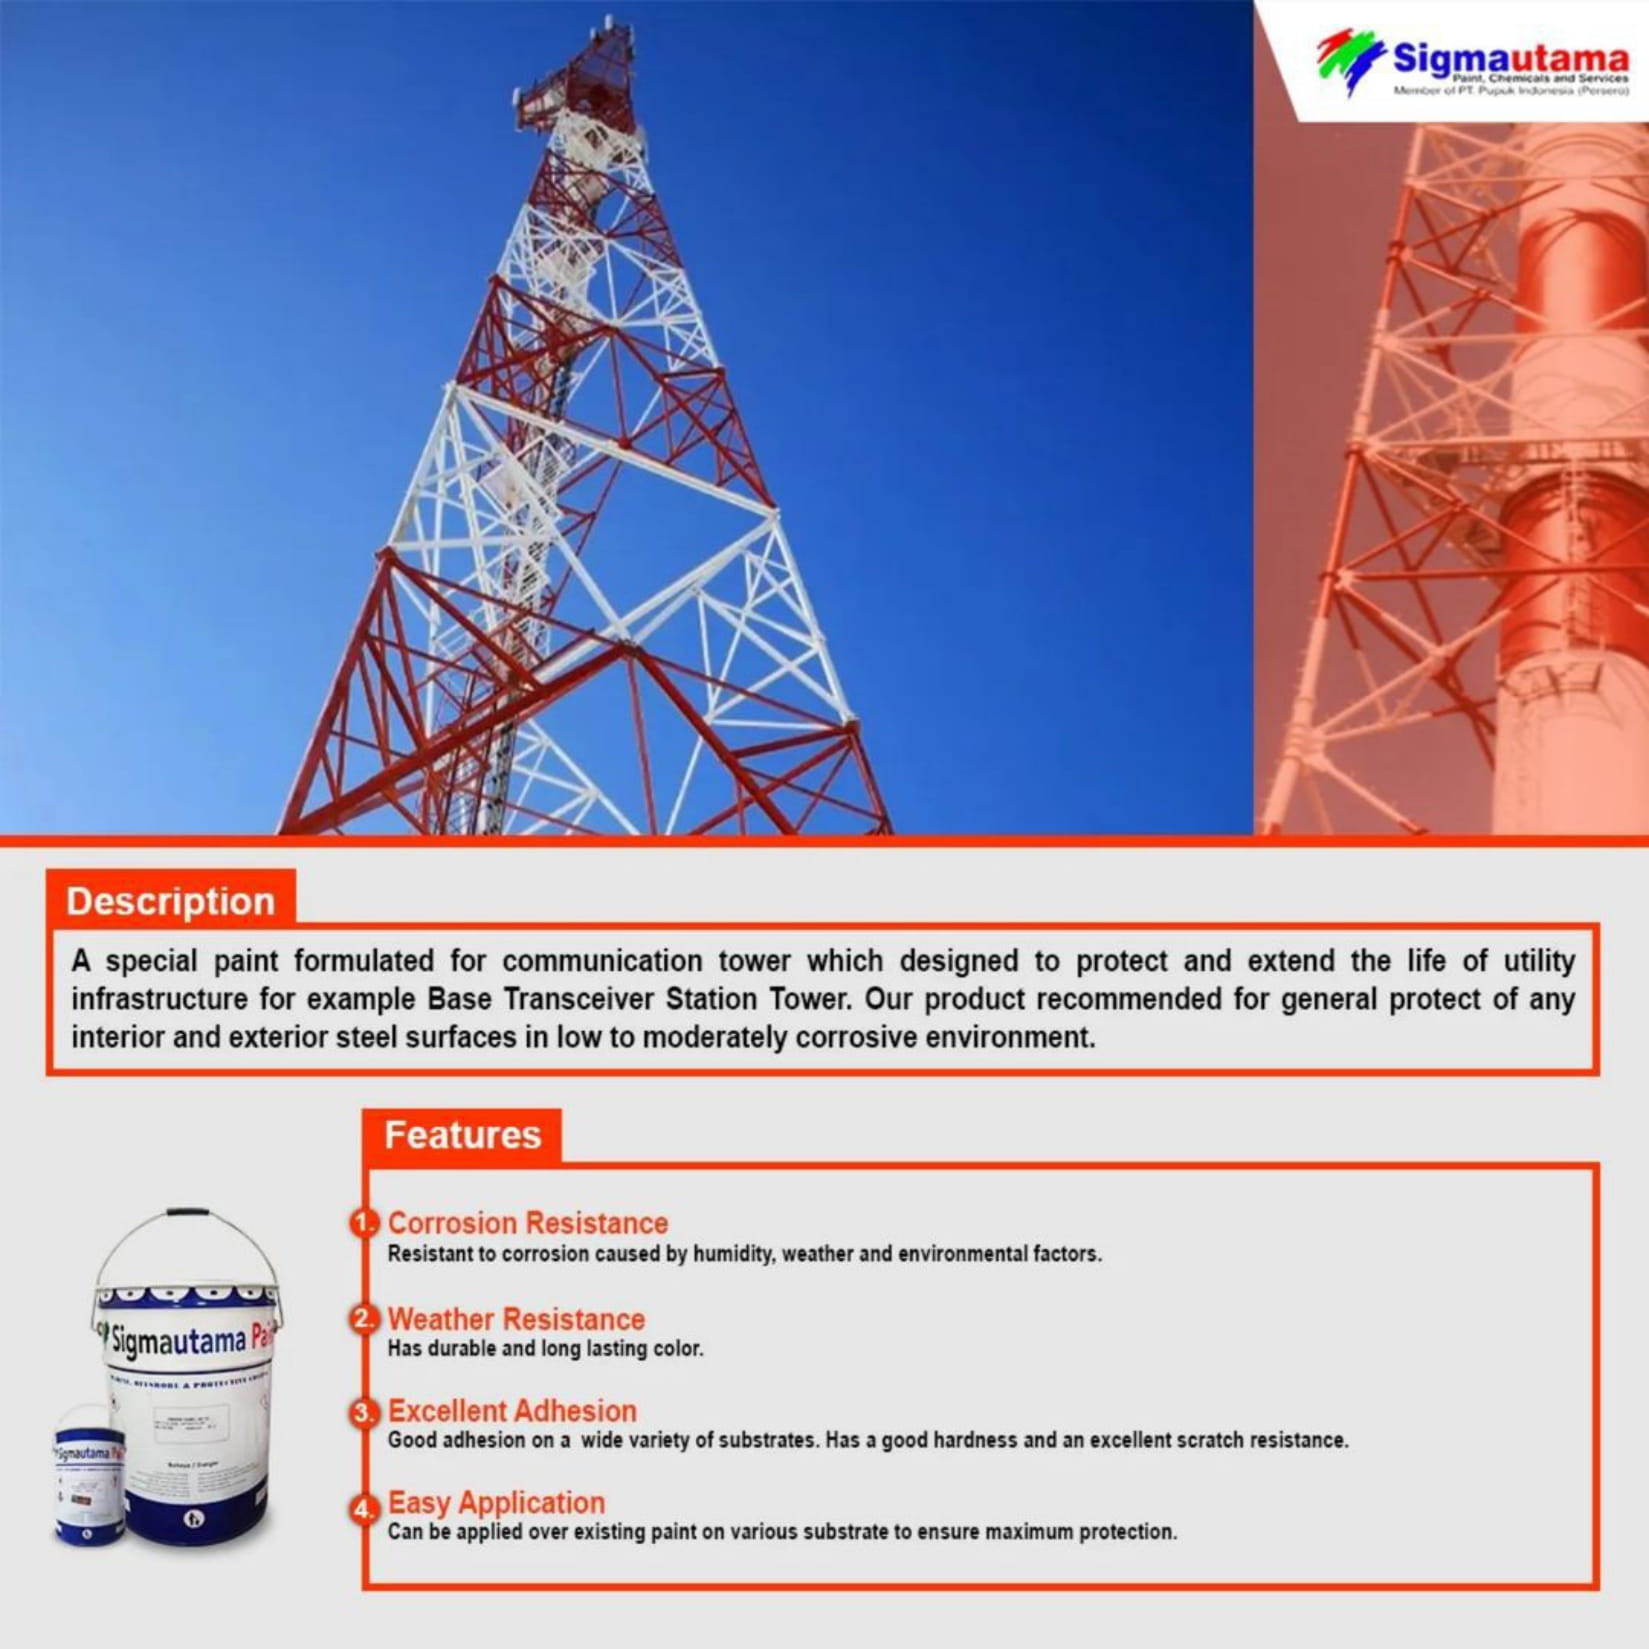 Sigmautama
Paint, Chemicals and Services
Member of PT. Pupuk Indonesia (Persero)
Description
A special paint formulated for communication tower which designed to protect and extend the life of utility
infrastructure for example Base Transceiver Station Tower. Our product recommended for general protect of any
interior and exterior steel surfaces in low to moderately corrosive environment.
Features
1. Corrosion Resistance
Resistant to corrosion caused by humidity, weather and environmental factors.
2. Weather Resistance
Has durable and long lasting color.
3. Excellent Adhesion
Good adhesion on a wide variety of substrates. Has a good hardness and an excellent scratch resistance.
4. Easy Application
Can be applied over existing paint on various substrate to ensure maximum protection.
Sigmautama Pai
Sigmautama